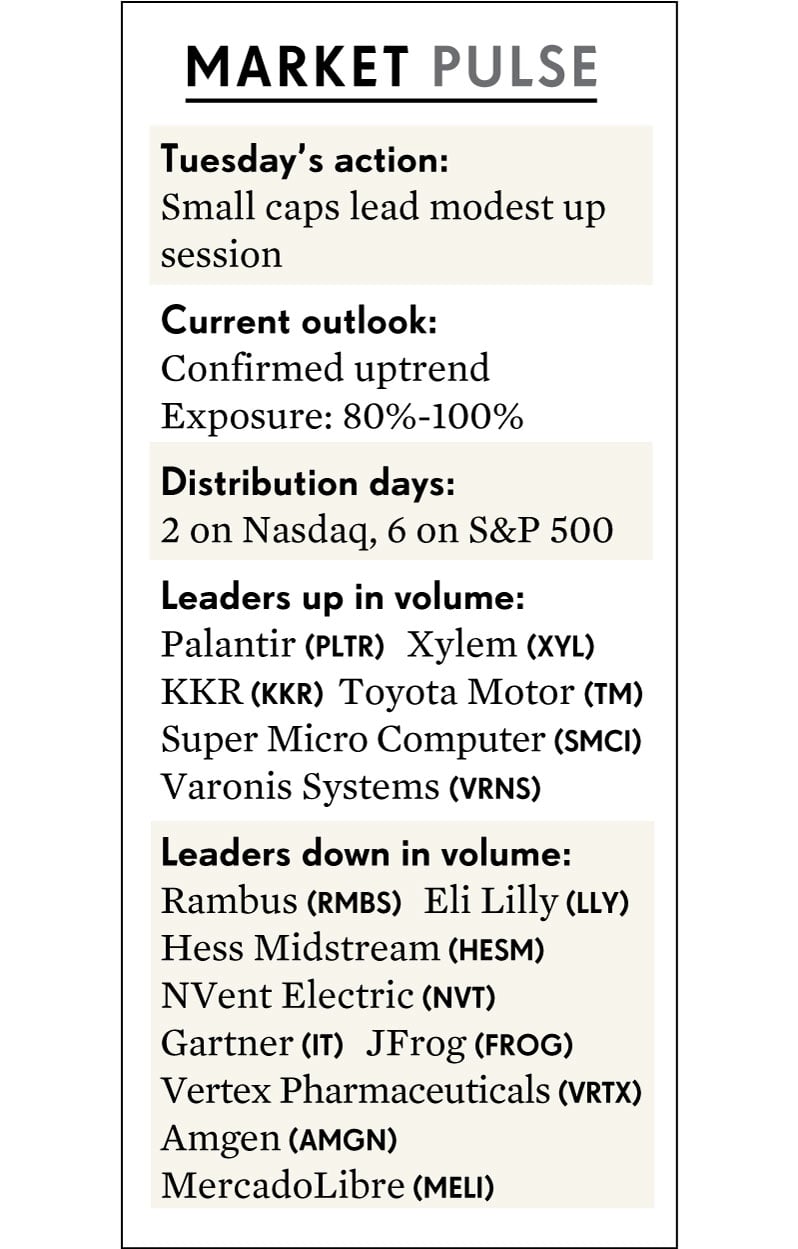 MARKET PULSE
Tuesday's action:
Small caps lead modest up
session
Current outlook:
Confirmed uptrend
Exposure: 80%-100%
Distribution days:
2 on Nasdaq, 6 on S&P 500
Leaders up in volume:
Palantir (PLTR) Xylem (XYL)
KKR (KKR) Toyota Motor (TM)
Super Micro Computer (SMCI)
Varonis Systems (VRNS)
Leaders down in volume:
Rambus (RMBS) Eli Lilly (LLY)
Hess Midstream (HESM)
NVent Electric (NVT)
Gartner (IT) JFrog (FROG)
Vertex Pharmaceuticals (VRTX)
Amgen (AMGN)
MercadoLibre (MELI)